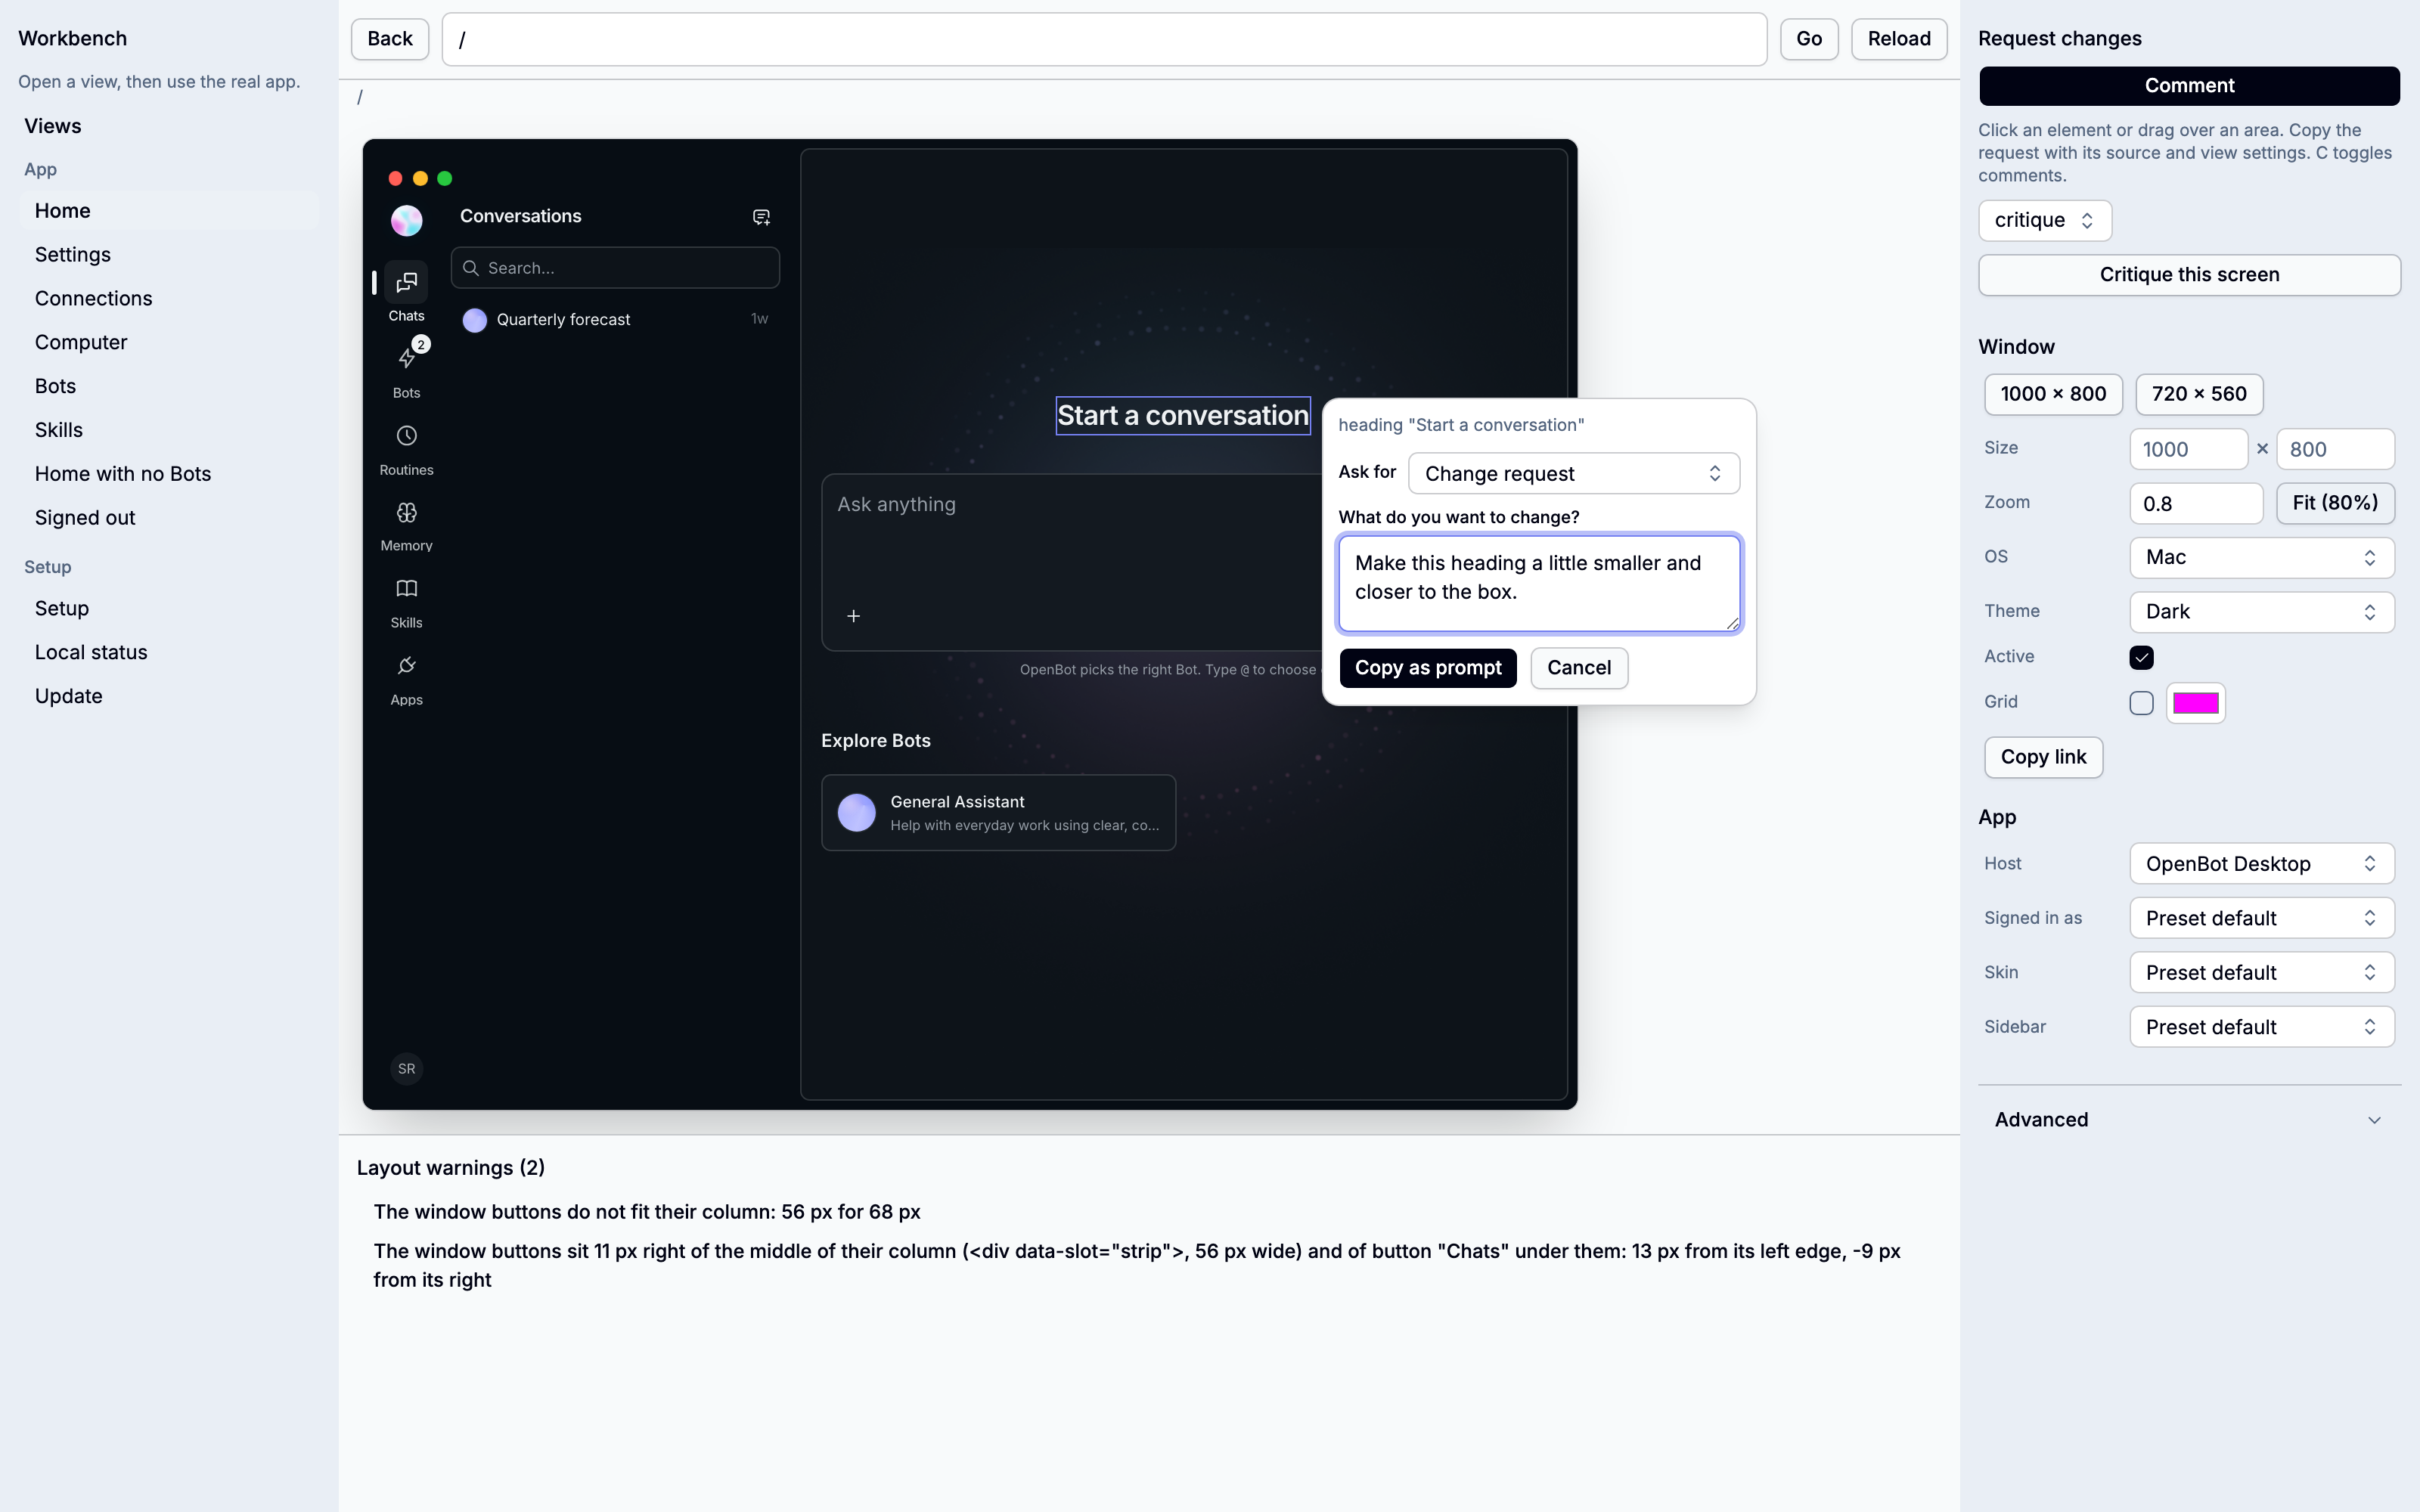 Workbench
Open a view, then use the real app.
Views
App
Home
Settings
Connections
Computer
Bots
Skills
Home with no Bots
Signed out
Setup
Setup
Local status
Update
Back
/
Go
Reload
/
Conversations
Search...
Quarterly forecast
1w
Chats
2
Bots
Routines
Memory
Skills
Apps
SR
Start a conversation
Ask anything
OpenBot picks the right Bot. Type @ to choose
Explore Bots
General Assistant
Help with everyday work using clear, co...
heading "Start a conversation"
Ask for
Change request
What do you want to change?
Make this heading a little smaller and
closer to the box.
Copy as prompt
Cancel
Layout warnings (2)
The window buttons do not fit their column: 56 px for 68 px
The window buttons sit 11 px right of the middle of their column (<div data-slot="strip">, 56 px wide) and of button "Chats" under them: 13 px from its left edge, -9 px
from its right
Request changes
Comment
Click an element or drag over an area. Copy the
request with its source and view settings. C toggles
comments.
critique
Critique this screen
Window
1000 × 800
720 × 560
Size
1000
×
800
Zoom
0.8
Fit (80%)
OS
Mac
Theme
Dark
Active
Grid
Copy link
App
Host
OpenBot Desktop
Signed in as
Preset default
Skin
Preset default
Sidebar
Preset default
Advanced